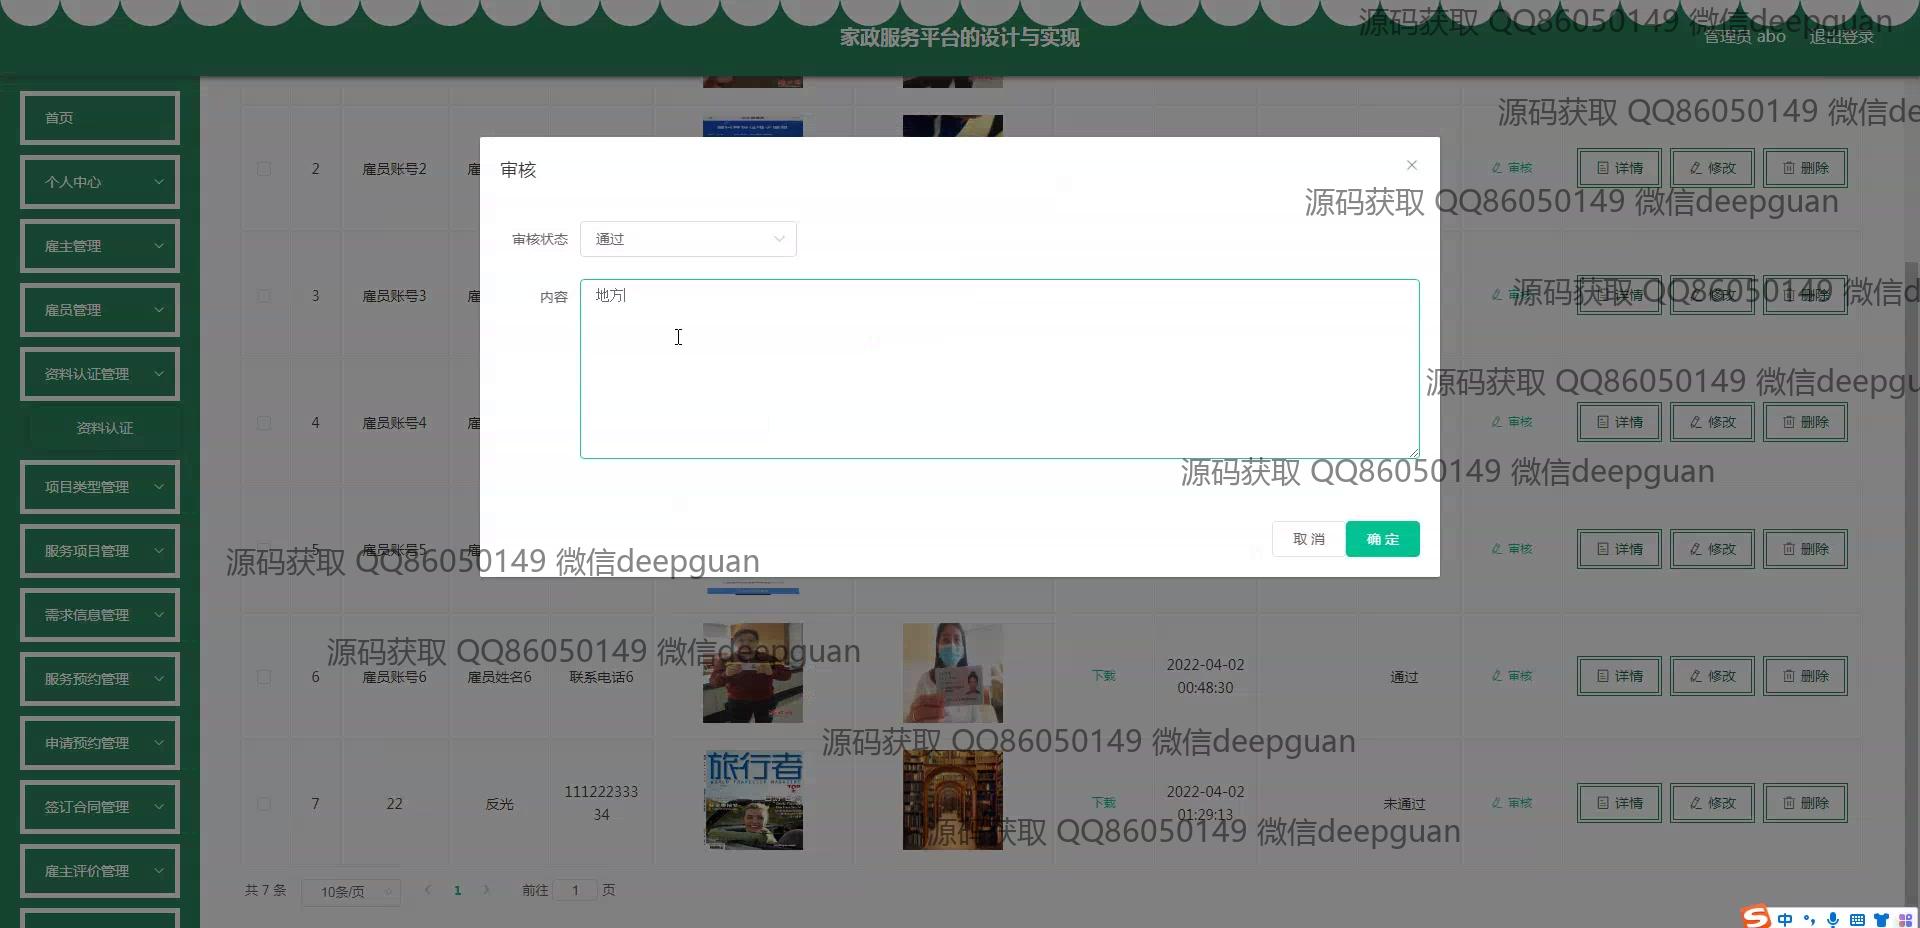 家政服务平台的设计与实现
源码获取 QQ86050149 微信deepguan
管理员 abo
退出登录
首页
个人中心
雇主管理
雇员管理
资料认证管理
资料认证
项目类型管理
服务项目管理
需求信息管理
服务预约管理
申请预约管理
签订合同管理
雇主评价管理
源码获取 QQ86050149 微信de
2 雇员账号2 雇 审核 详情 修改 删除
审核
源码获取 QQ86050149 微信deepguan
审核状态 通过
内容 地方
3 雇员账号3 雇 审核 详情 修改 删除
源码获取 QQ86050149 微信d
源码获取 QQ86050149 微信deepgu
4 雇员账号4 雇 审核 详情 修改 删除
源码获取 QQ86050149 微信deepguan
取消 确定
5 雇员账号5 雇 审核 详情 修改 删除
源码获取 QQ86050149 微信deepguan
源码获取 QQ86050149 微信deepguan
6 雇员账号6 雇员姓名6 联系电话6 下载 2022-04-02 00:48:30 通过 审核 详情 修改 删除
源码获取 QQ86050149 微信deepguan
旅行者
7 22 反光 11122233334 下载 2022-04-02 01:29:13 未通过 审核 详情 修改 删除
源码获取 QQ86050149 微信deepguan
共 7 条 10条/页 1 前往 1 页
中